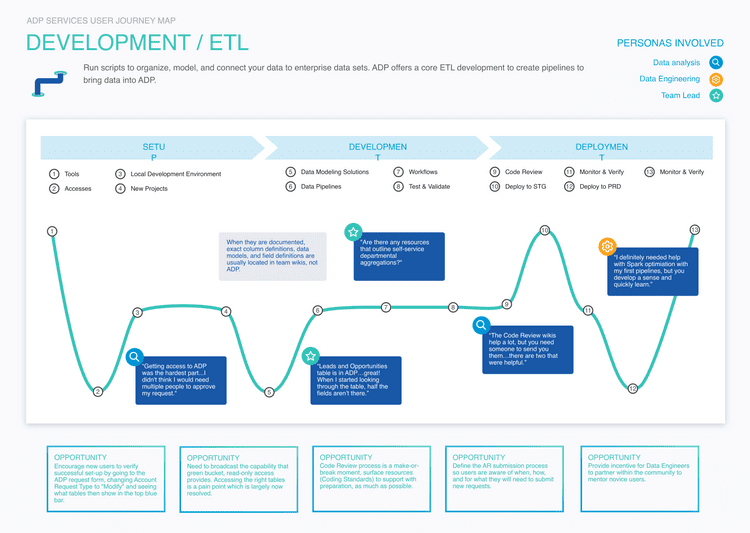 ADP SERVICES USER JOURNEY MAP
DEVELOPMENT / ETL
Run scripts to organize, model, and connect your data to enterprise data sets. ADP offers a core ETL development to create pipelines to
bring data into ADP.
PERSONAS INVOLVED
Data analysis
Data Engineering
Team Lead
SETU
P
DEVELOPMEN
T
DEPLOYMEN
T
1 Tools
2 Accesses
3 Local Development Environment
4 New Projects
5 Data Modeling Solutions
6 Data Pipelines
7 Workflows
8 Test & Validate
9 Code Review
10 Deploy to STG
11 Monitor & Verify
12 Deploy to PRD
13 Monitor & Verify
1
2
3
4
5
6
7
8
9
10
11
12
13
When they are documented,
exact column definitions, data
models, and field definitions are
usually located in team wikis, not
ADP.
"Are there any resources
that outline self-service
departmental
aggregations?"
"I definitely needed help
with Spark optimistion with
my first pipelines, but you
develop a sense and
quickly learn."
"Getting access to ADP
was the hardest part...I
didn't think I would need
multiple people to approve
my request."
"Leads and Opportunities
table is in ADP...great!
When I started looking
through the table, half the
fields aren't there."
"The Code Review wikis
help a lot, but you need
someone to send you
them...there are two that
were helpful."
OPPORTUNITY
Encourage new users to verify
successful set-up by going to the
ADP request form, changing Account
Request Type to "Modify" and seeing
what tables then show in the top blue
bar.
OPPORTUNITY
Need to broadcast the capability that
green bucket, read-only access
provides. Accessing the right tables
is a pain point which is largely now
resolved.
OPPORTUNITY
Code Review process is a make-or-
break moment, surface resources
(Coding Standards) to support with
preparation, as much as possible.
OPPORTUNITY
Define the AR submission process
so users are aware of when, how,
and for what they will need to submit
new requests.
OPPORTUNITY
Provide incentive for Data Engineers
to partner within the community to
mentor novice users.